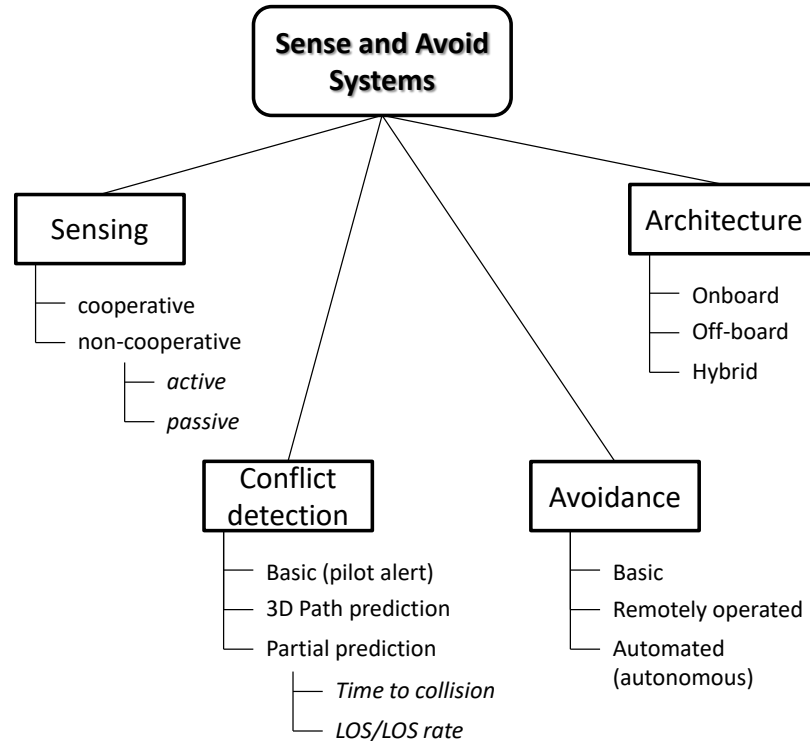 Sense and Avoid
Systems
Sensing
cooperative
non-cooperative
active
passive
Conflict
detection
Basic (pilot alert)
3D Path prediction
Partial prediction
Time to collision
LOS/LOS rate
Avoidance
Basic
Remotely operated
Automated
(autonomous)
Architecture
Onboard
Off-board
Hybrid